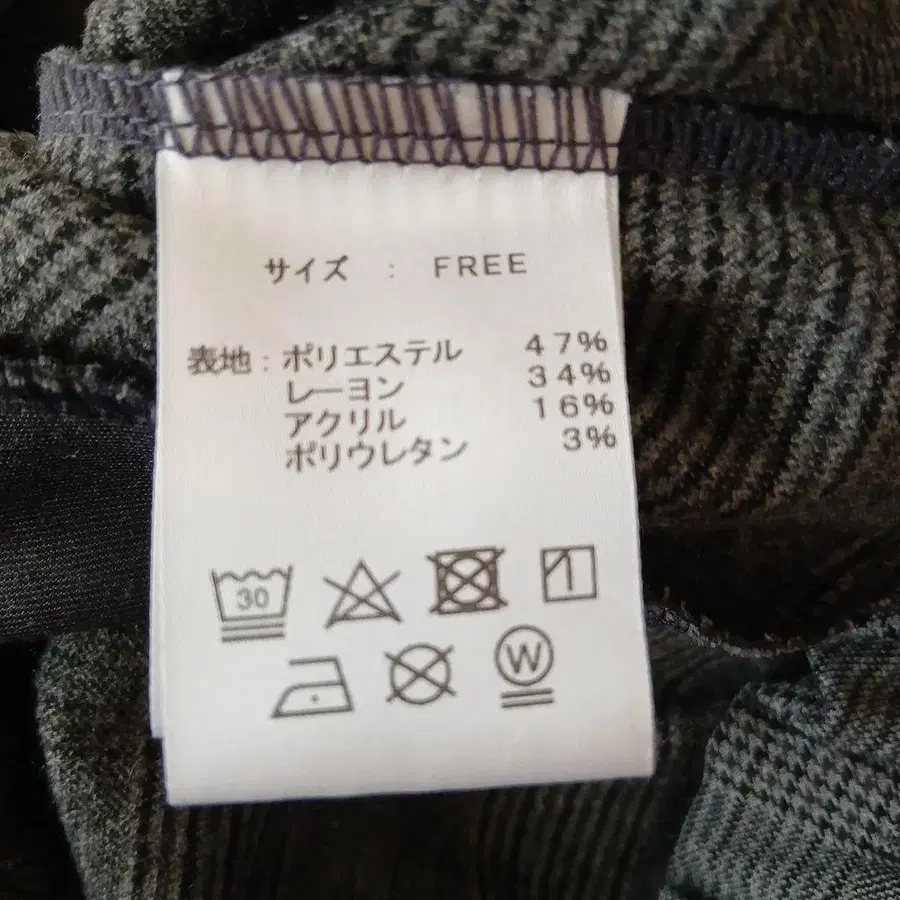 サイズ : FREE
表地:ポリエステル 47%
レーヨン 34%
アクリル 16%
ポリウレタン 3%
30
W